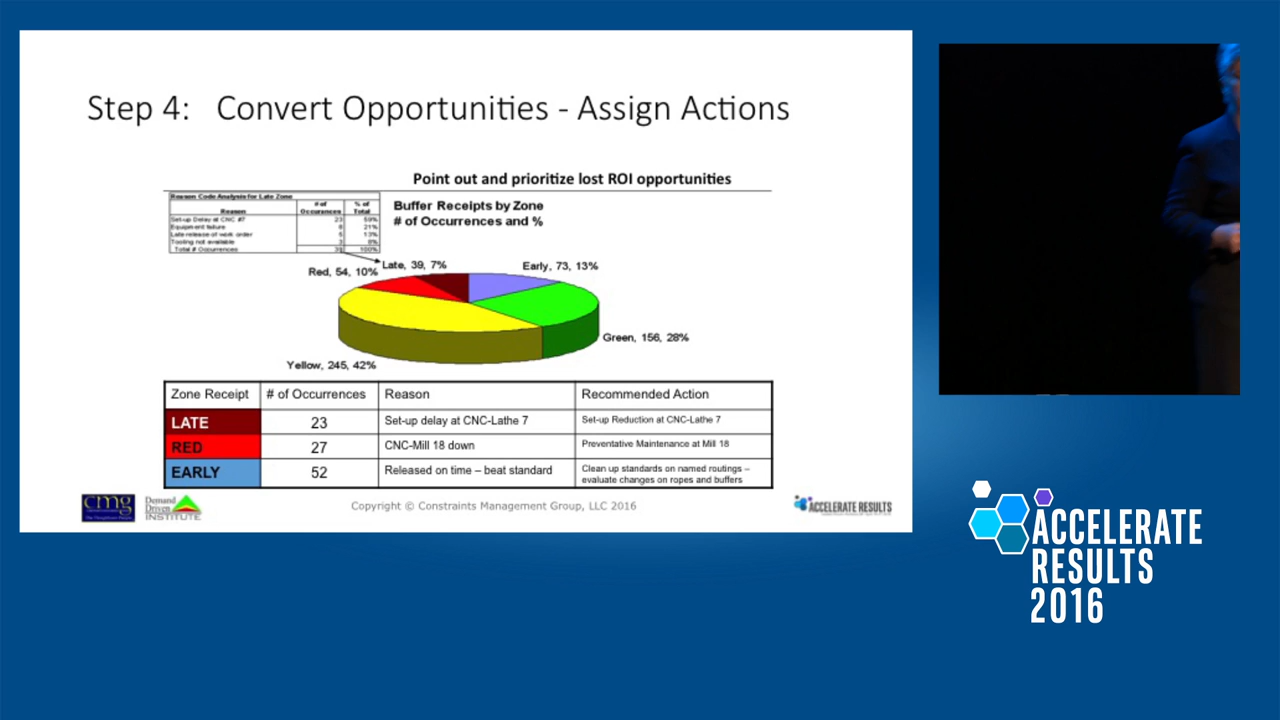 Step 4: Convert Opportunities - Assign Actions
Point out and prioritize lost ROI opportunities
Reason Code Analysis for Late Zone
Reason # of Occurances % of Total
Set-up Delay at CNC #7 23 59%
Equipment failure 8 21%
Late release of work order 5 13%
Tooling not available 3 8%
Total # Occurrences 39 100%
Buffer Receipts by Zone
# of Occurrences and %
Late, 39, 7%
Early, 73, 13%
Red, 54, 10%
Green, 156, 28%
Yellow, 245, 42%
Zone Receipt # of Occurrences Reason Recommended Action
LATE 23 Set-up delay at CNC-Lathe 7 Set-up Reduction at CNC-Lathe 7
RED 27 CNC-Mill 18 down Preventative Maintenance at Mill 18
EARLY 52 Released on time – beat standard Clean up standards on named routings –
evaluate changes on ropes and buffers
cmg
Demand
Driven
INSTITUTE
Copyright © Constraints Management Group, LLC 2016
ACCELERATE RESULTS
ACCELERATE
RESULTS
2016